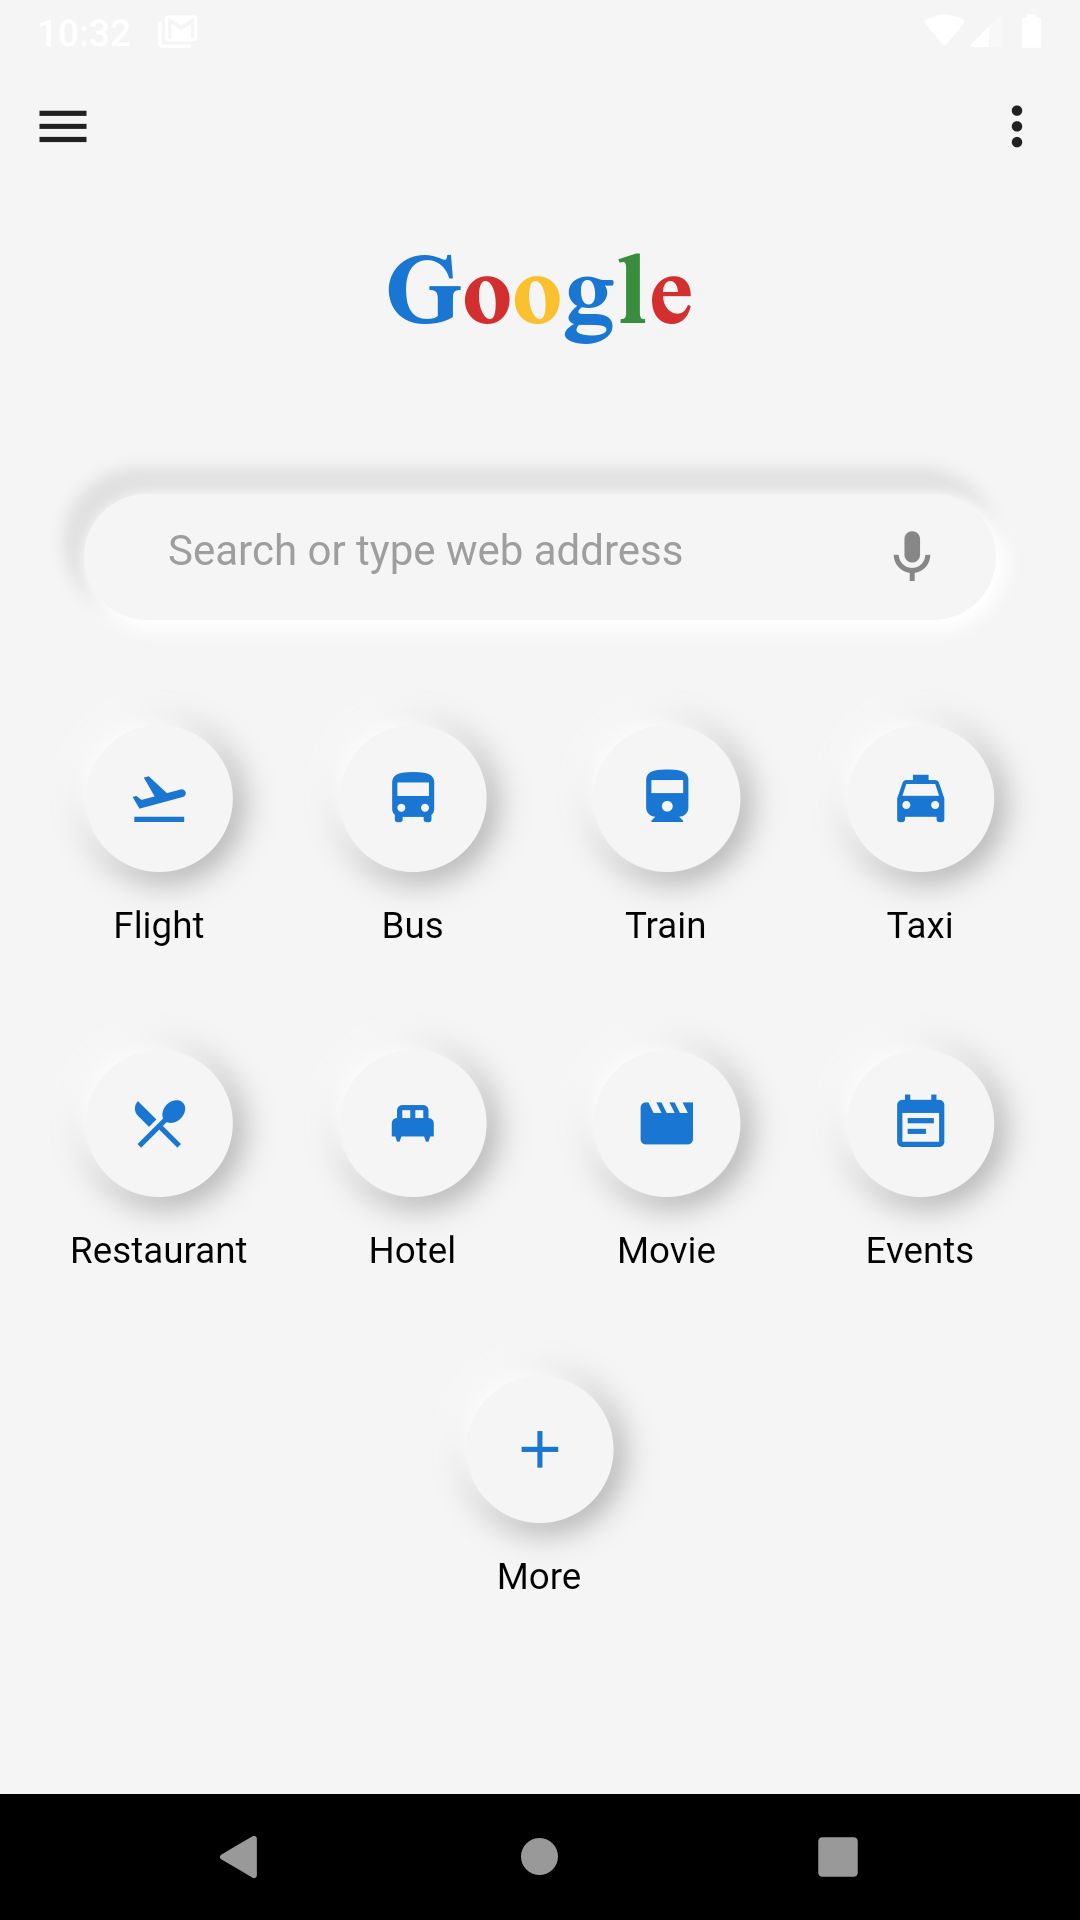 10:32
Google
Search or type web address
Flight Bus Train Taxi
Restaurant Hotel Movie Events
More